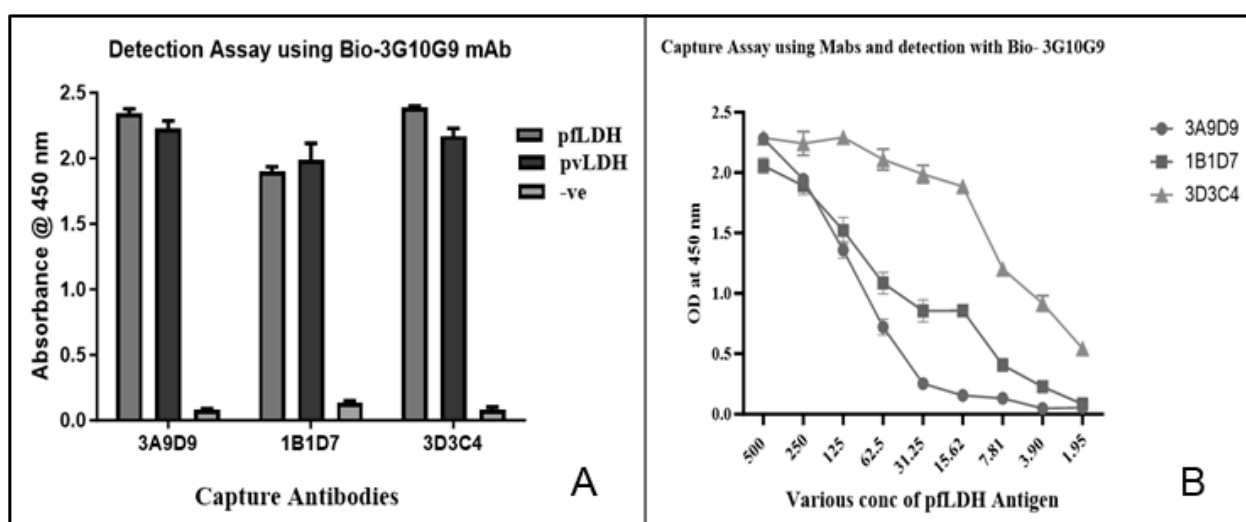 Detection Assay using Bio-3G10G9 mAb
Absorbance @ 450 nm
2.5
2.0
1.5
1.0
0.5
0.0
pfLDH
pvLDH
-ve
3A9D9 1B1D7 3D3C4
Capture Antibodies
A
Capture Assay using Mabs and detection with Bio- 3G10G9
OD at 450 nm
2.5
2.0
1.5
1.0
0.5
0.0
3A9D9
1B1D7
3D3C4
500 250 125 62.5 31.25 15.62 7.81 3.90 1.95
Various conc of pfLDH Antigen
B